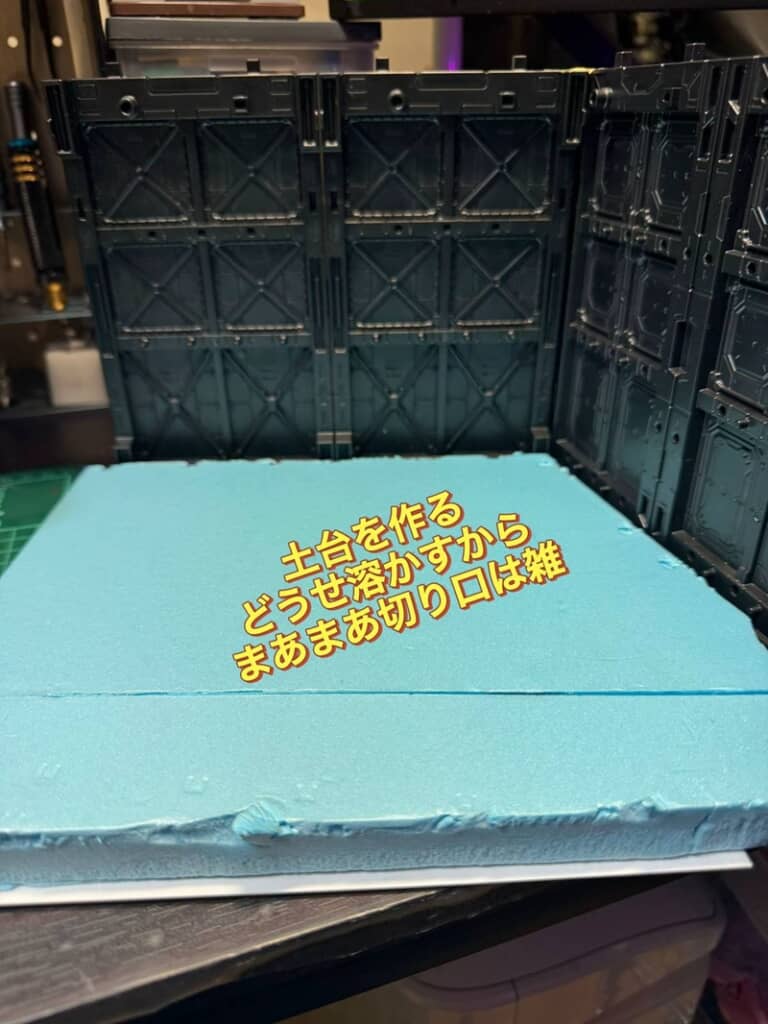 土台を作る
どうせ溶かすから
まあまあ切り口は雑